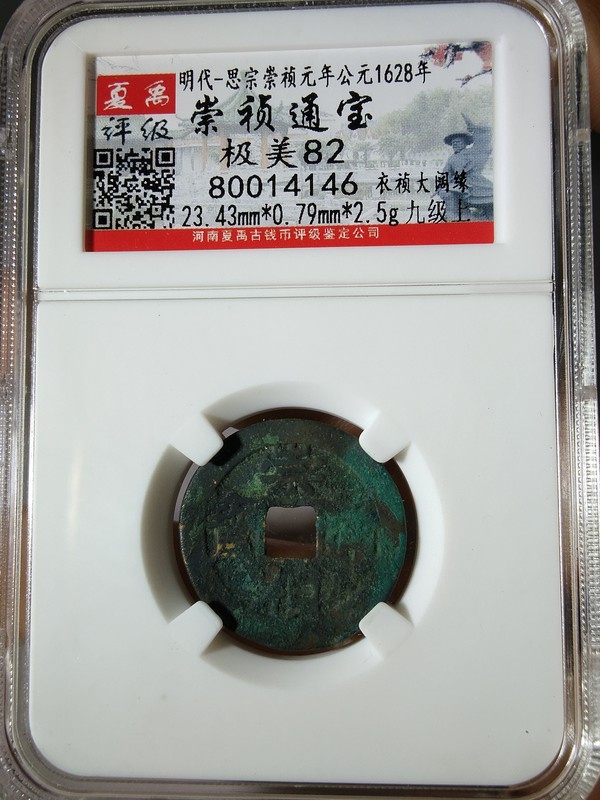 夏禹
评级
明代-思宗崇祯元年公元1628年
崇祯通宝
极美82
80014146 衣祯大阔缘
23.43mm*0.79mm*2.5g 九级上
河南夏禹古钱币评级鉴定公司
崇